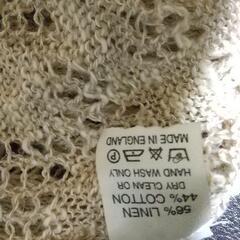 56% LINEN
44% COTTON
DRY CLEAN OR
HAND WASH ONLY
P
MADE IN ENGLAND